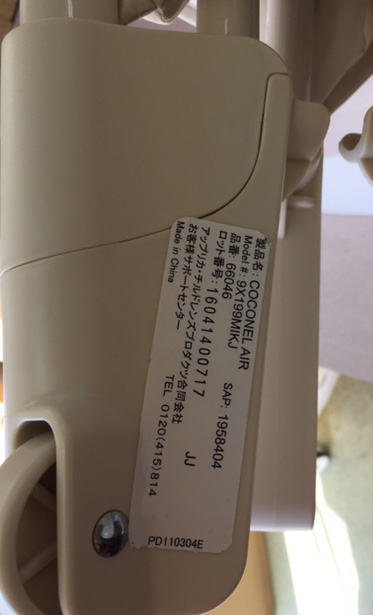 製品名: COCONEL AIR
Model #: 9X199MIKJ SAP: 1958404
品番: 66046
ロット番号: 16041400717 JJ
アップリカ・チルドレンズプロダクツ合同会社
お客様サポートセンター TEL 0120(415)814
Made in China
PD110304E